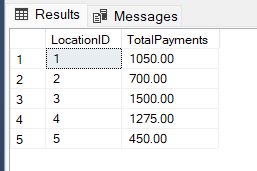 Results Messages
LocationID TotalPayments
1 1 1050.00
2 2 700.00
3 3 1500.00
4 4 1275.00
5 5 450.00